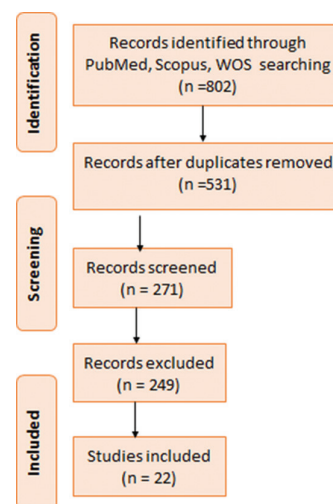 Identification
Records identified through
PubMed, Scopus, WOS searching
(n =802)
Records after duplicates removed
(n =531)
Screening
Records screened
(n = 271)
Records excluded
(n = 249)
Included
Studies included
(n = 22)